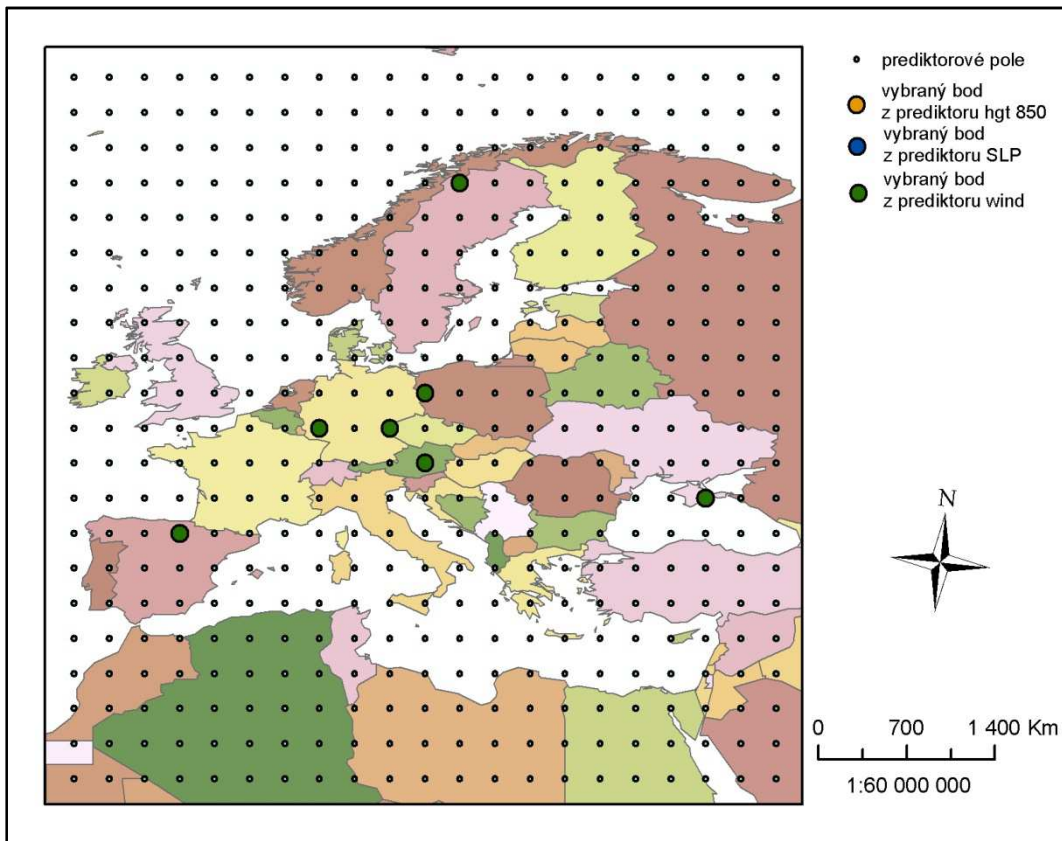 prediktorové pole
vybraný bod
z prediktoru hgt 850
vybraný bod
z prediktoru SLP
vybraný bod
z prediktoru wind
N
0 700 1 400 Km
1:60 000 000